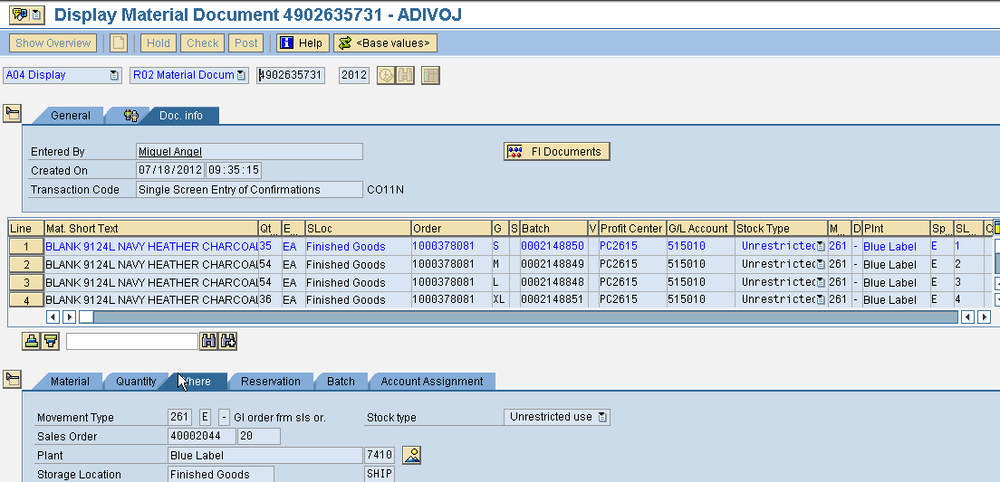 Display Material Document 4902635731 - ADIVOJ
Show Overview Hold Check Post Help <Base values>
A04 Display R02 Material Docum 4902635731 2012
General Doc. info
Entered By Miquel Angel FI Documents
Created On 07/18/2012 09:35:15
Transaction Code Single Screen Entry of Confirmations CO11N
Line Mat. Short Text Qt... E... SLoc Order G S Batch V Profit Center G/L Account Stock Type M... D Plnt Sp... SL...
1 BLANK 9124L NAVY HEATHER CHARCOAL 35 EA Finished Goods 1000378081 S 0002148850 PC2615 515010 Unrestricted 261 - Blue Label E 1
2 BLANK 9124L NAVY HEATHER CHARCOAL 54 EA Finished Goods 1000378081 M 0002148849 PC2615 515010 Unrestricted 261 - Blue Label E 2
3 BLANK 9124L NAVY HEATHER CHARCOAL 54 EA Finished Goods 1000378081 L 0002148848 PC2615 515010 Unrestricted 261 - Blue Label E 3
4 BLANK 9124L NAVY HEATHER CHARCOAL 36 EA Finished Goods 1000378081 XL 0002148851 PC2615 515010 Unrestricted 261 - Blue Label E 4
Material Quantity Where Reservation Batch Account Assignment
Movement Type 261 E - GI order frm sls or. Stock type Unrestricted use
Sales Order 40002044 20
Plant Blue Label 7410
Storage Location Finished Goods SHIP